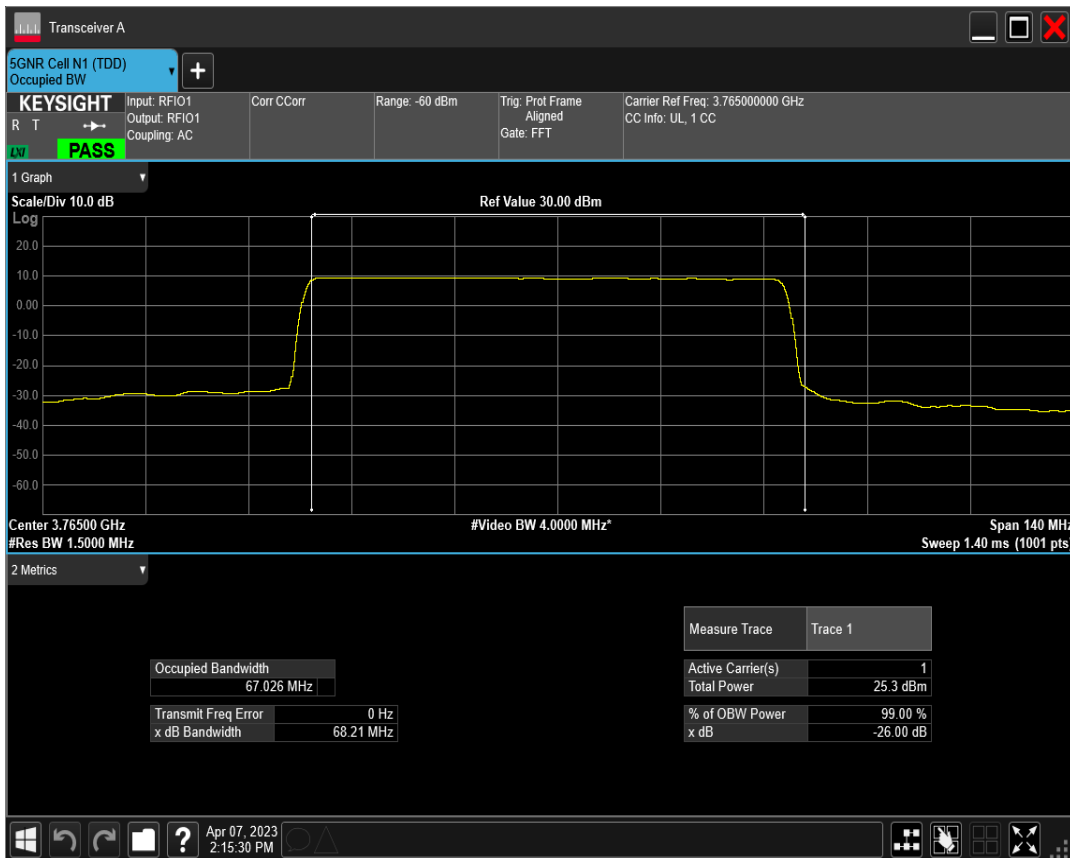 Transceiver A
5GNR Cell N1 (TDD)
Occupied BW
KEYSIGHT
R T
LXI
PASS
Input: RFIO1
Output: RFIO1
Coupling: AC
Corr CCorr
Range: -60 dBm
Trig: Prot Frame
Aligned
Gate: FFT
Carrier Ref Freq: 3.765000000 GHz
CC Info: UL, 1 CC
1 Graph
Scale/Div 10.0 dB
Ref Value 30.00 dBm
Log
20.0
10.0
0.00
-10.0
-20.0
-30.0
-40.0
-50.0
-60.0
Center 3.76500 GHz
#Video BW 4.0000 MHz*
Span 140 MHz
#Res BW 1.5000 MHz
Sweep 1.40 ms (1001 pts)
2 Metrics
Measure Trace Trace 1
Occupied Bandwidth
67.026 MHz
Active Carrier(s) 1
Total Power 25.3 dBm
Transmit Freq Error 0 Hz
x dB Bandwidth 68.21 MHz
% of OBW Power 99.00 %
x dB -26.00 dB
?
Apr 07, 2023
2:15:30 PM